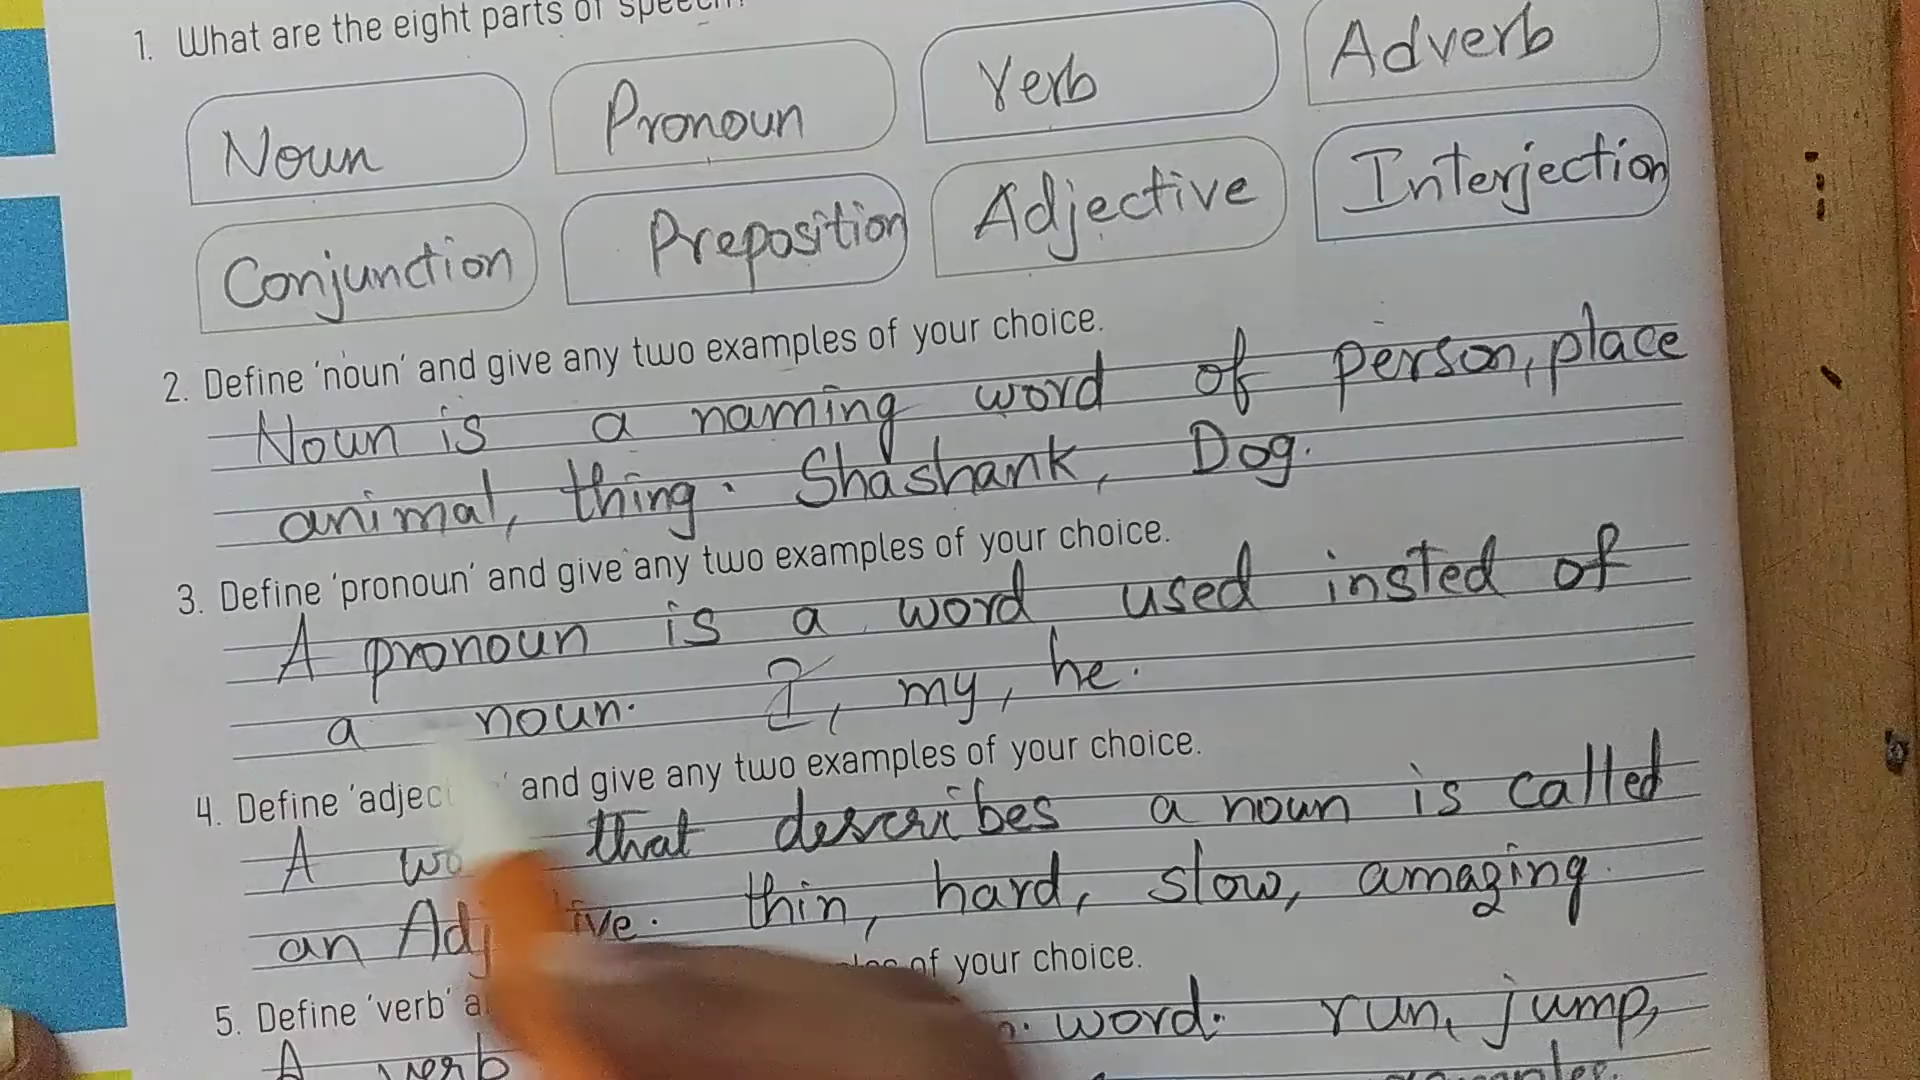 1. What are the eight parts of speech
Noun Pronoun Verb Adverb
Conjunction Preposition Adjective Interjection
2. Define 'noun' and give any two examples of your choice.
Noun is a naming word of person, place
animal, thing. Shashank, Dog.
3. Define 'pronoun' and give any two examples of your choice.
A pronoun is a word used insted of
a noun. I, my, he.
4. Define 'adjec and give any two examples of your choice.
A wo that describes a noun is called
an Adj ive. thin, hard, slow, amazing.
5. Define 'verb' a of your choice.
A verb word. run, jump,